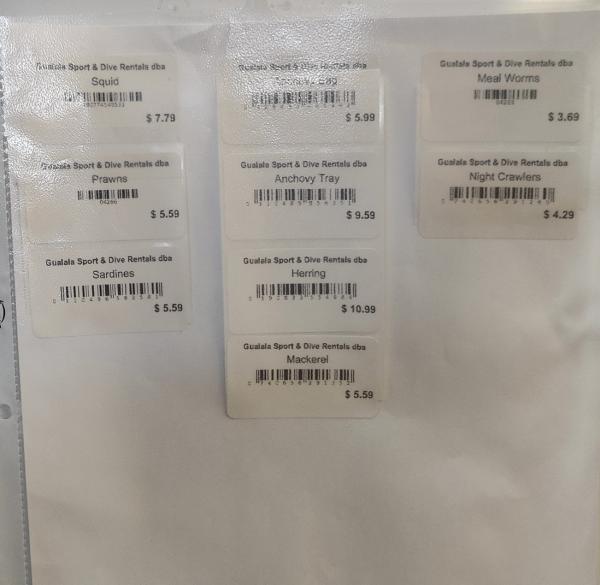 Gualala Sport & Dive Rentals dba
Squid
$ 7.79
Gualala Sport & Dive Rentals dba
Prawns
04266
$ 5.59
Gualala Sport & Dive Rentals dba
Sardines
$ 5.59
Gualala Sport & Dive Rentals dba
Anchovy Bag
$ 5.99
Gualala Sport & Dive Rentals dba
Anchovy Tray
$ 9.59
Gualala Sport & Dive Rentals dba
Herring
$ 10.99
Gualala Sport & Dive Rentals dba
Mackerel
$ 5.59
Gualala Sport & Dive Rentals dba
Meal Worms
$ 3.69
Gualala Sport & Dive Rentals dba
Night Crawlers
$ 4.29